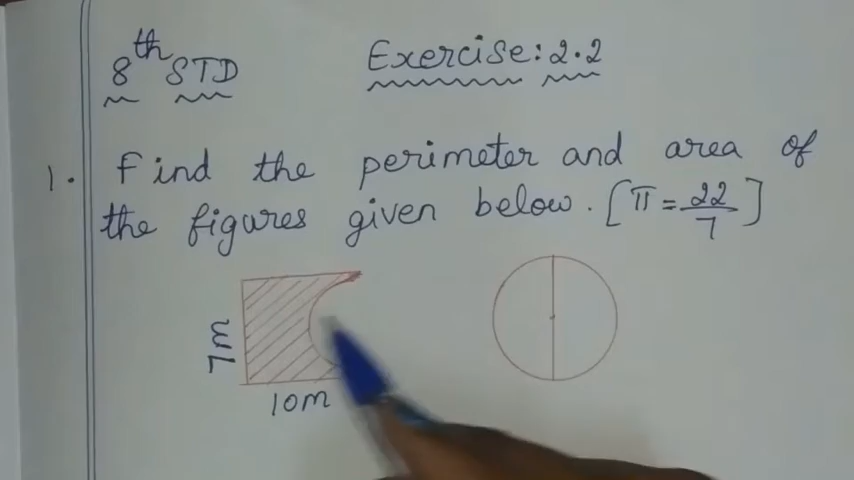 8th STD Exercise: 2.2
1. Find the perimeter and area of
the figures given below. [π = 22/7]
7m
10m